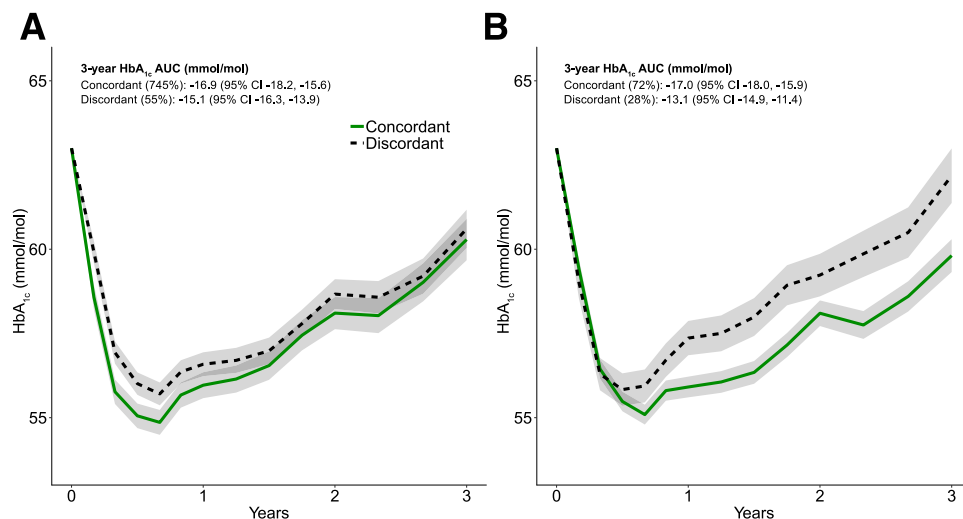 A
3-year HbA1c AUC (mmol/mol)
Concordant (745%): -16.9 (95% CI -18.2, -15.6)
Discordant (55%): -15.1 (95% CI -16.3, -13.9)
Concordant
Discordant
HbA1c (mmol/mol)
65
60
55
0 1 2 3
Years
B
3-year HbA1c AUC (mmol/mol)
Concordant (72%): -17.0 (95% CI -18.0, -15.9)
Discordant (28%): -13.1 (95% CI -14.9, -11.4)
HbA1c (mmol/mol)
65
60
55
0 1 2 3
Years